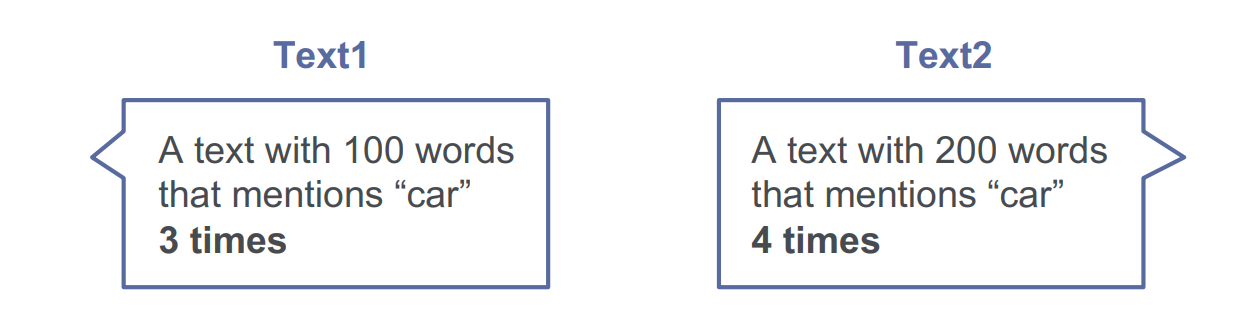 Text1
A text with 100 words
that mentions “car”
3 times
Text2
A text with 200 words
that mentions “car”
4 times